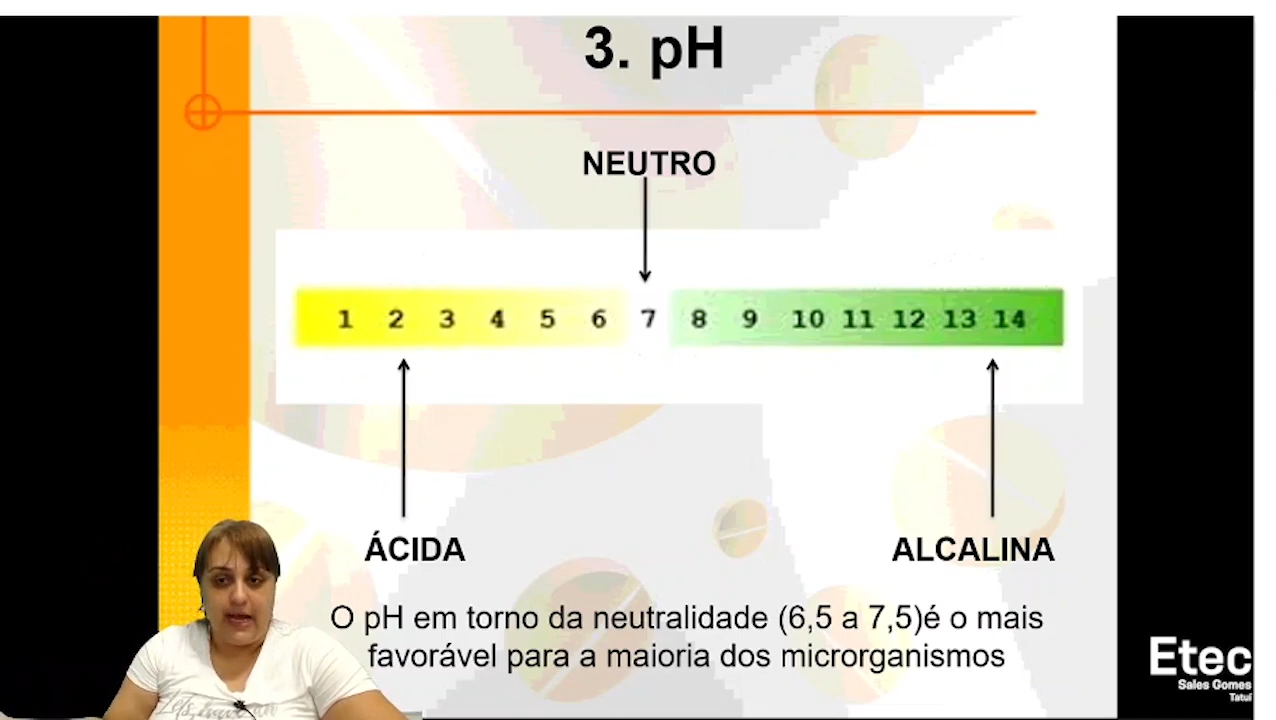 3. pH
NEUTRO
1 2 3 4 5 6 7 8 9 10 11 12 13 14
ÁCIDA
ALCALINA
O pH em torno da neutralidade (6,5 a 7,5)é o mais
favorável para a maioria dos microrganismos
Etec
Sales Gomes
Tatuí